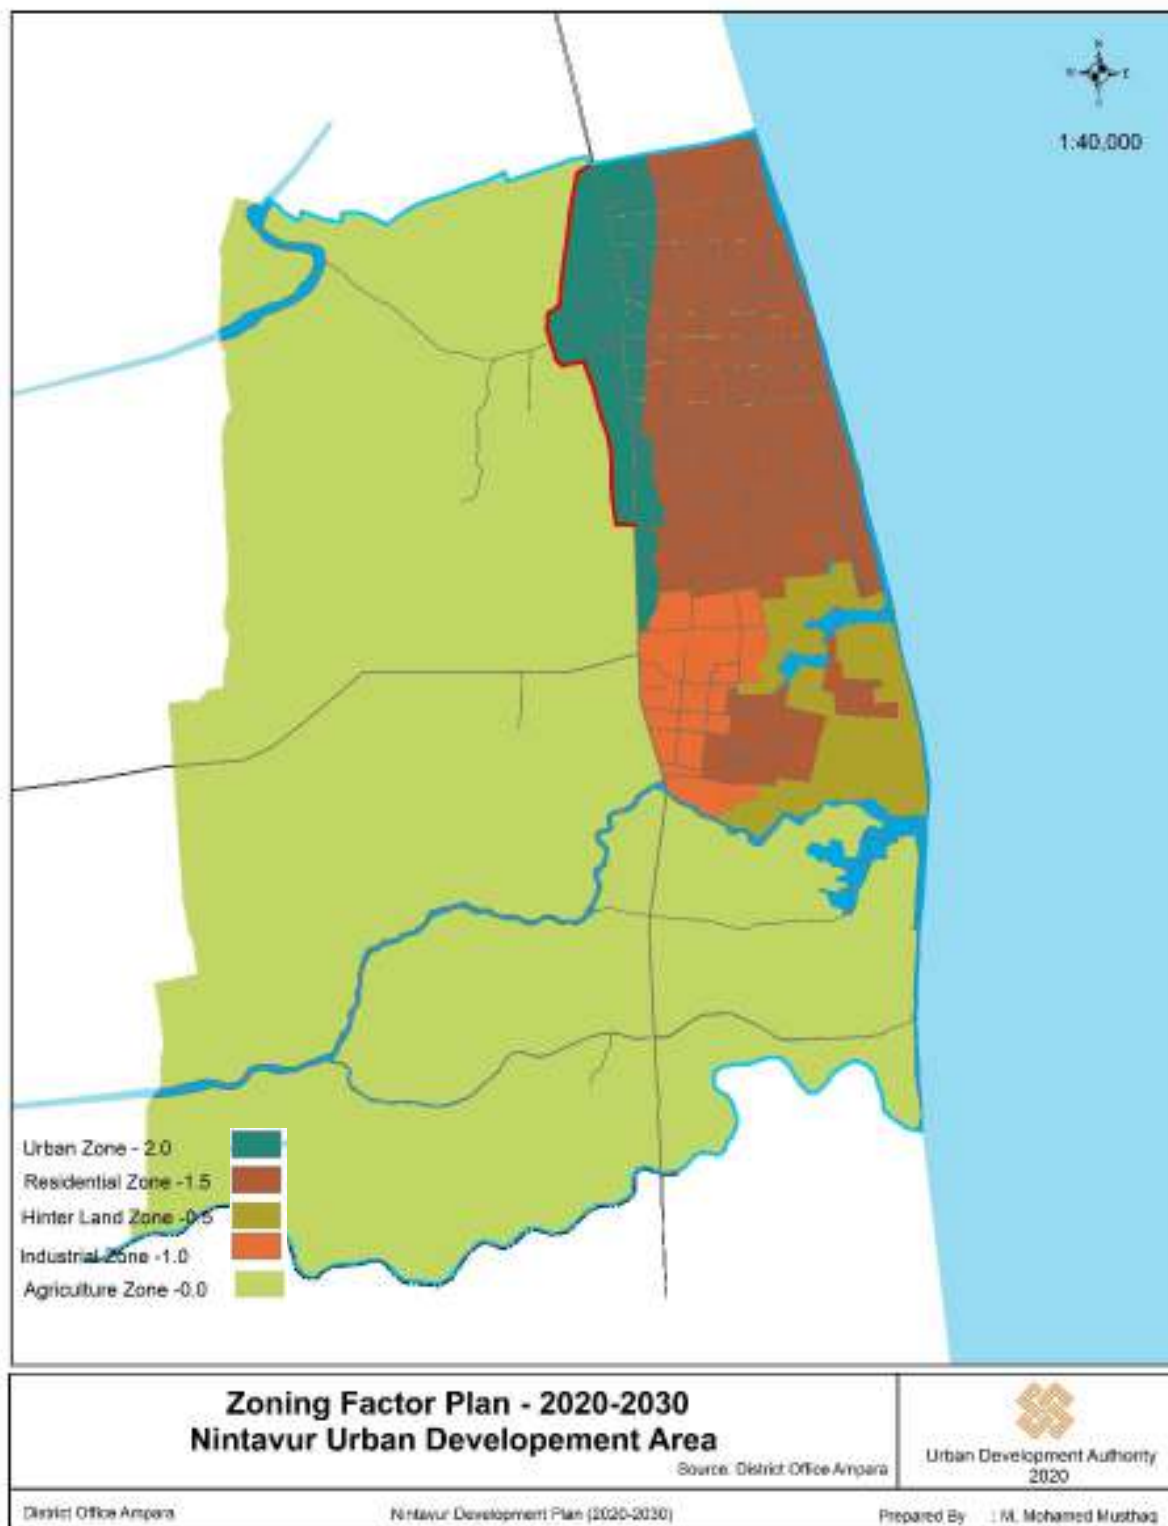 N
W E
S
1:40,000
Urban Zone - 2.0
Residential Zone -1.5
Hinter Land Zone -0.5
Industrial Zone -1.0
Agriculture Zone -0.0
Zoning Factor Plan - 2020-2030
Nintavur Urban Developement Area
Source: District Office Ampara
Urban Development Authority
2020
District Office Ampara Nintavur Development Plan (2020-2030) Prepared By : M. Mohamed Musthaq